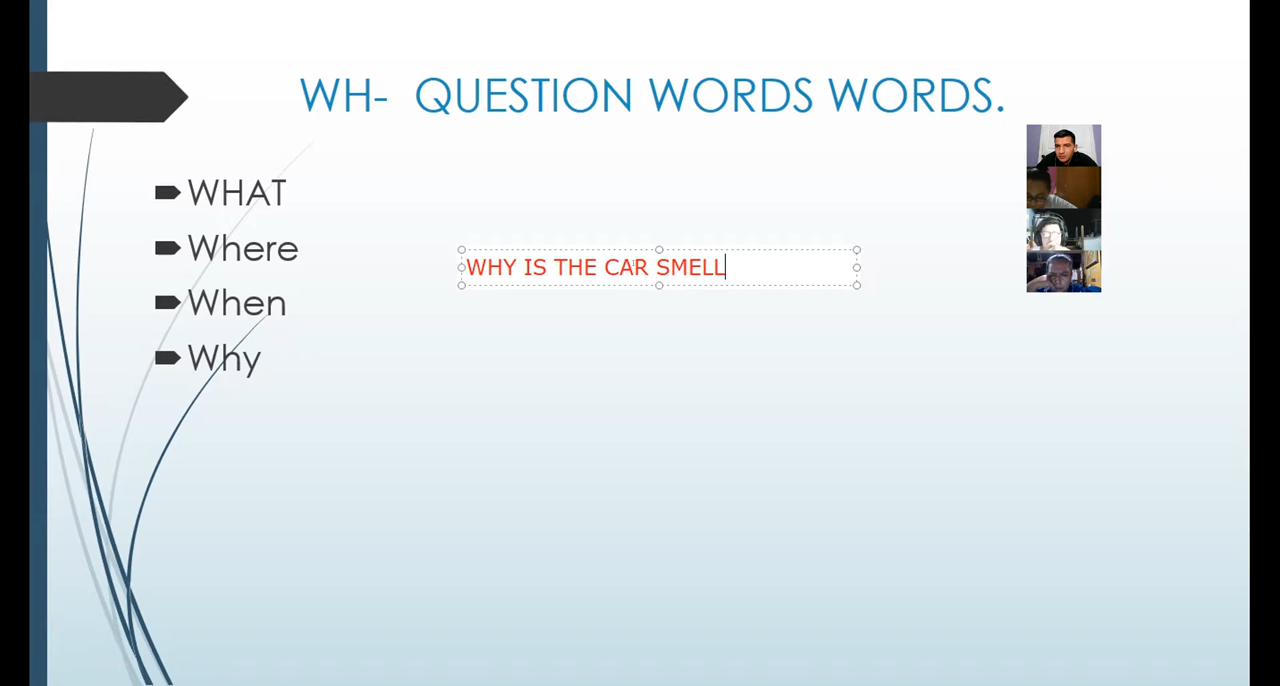 WH- QUESTION WORDS WORDS.
WHAT
Where
When
Why
WHY IS THE CAR SMELL